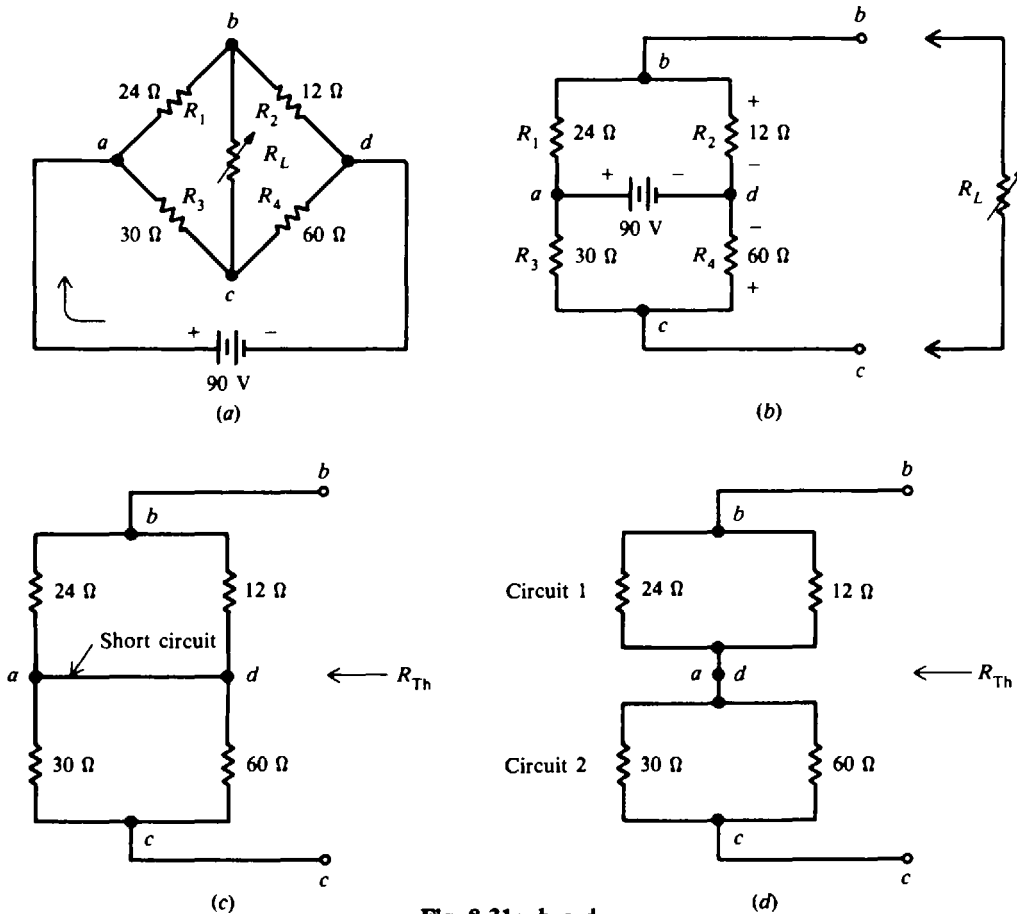 b
24 Ω 12 Ω
R1 R2
a RL d
R3 R4
30 Ω 60 Ω
c
+ −
90 V
(a)
b
b
+
R1 24 Ω R2 12 Ω
−
a + − d
90 V
−
R3 30 Ω R4 60 Ω
+
c
c
RL
(b)
b
b
24 Ω 12 Ω
Short circuit
a d
RTh
30 Ω 60 Ω
c
c
(c)
b
b
Circuit 1 24 Ω 12 Ω
a d
RTh
Circuit 2 30 Ω 60 Ω
c
c
(d)